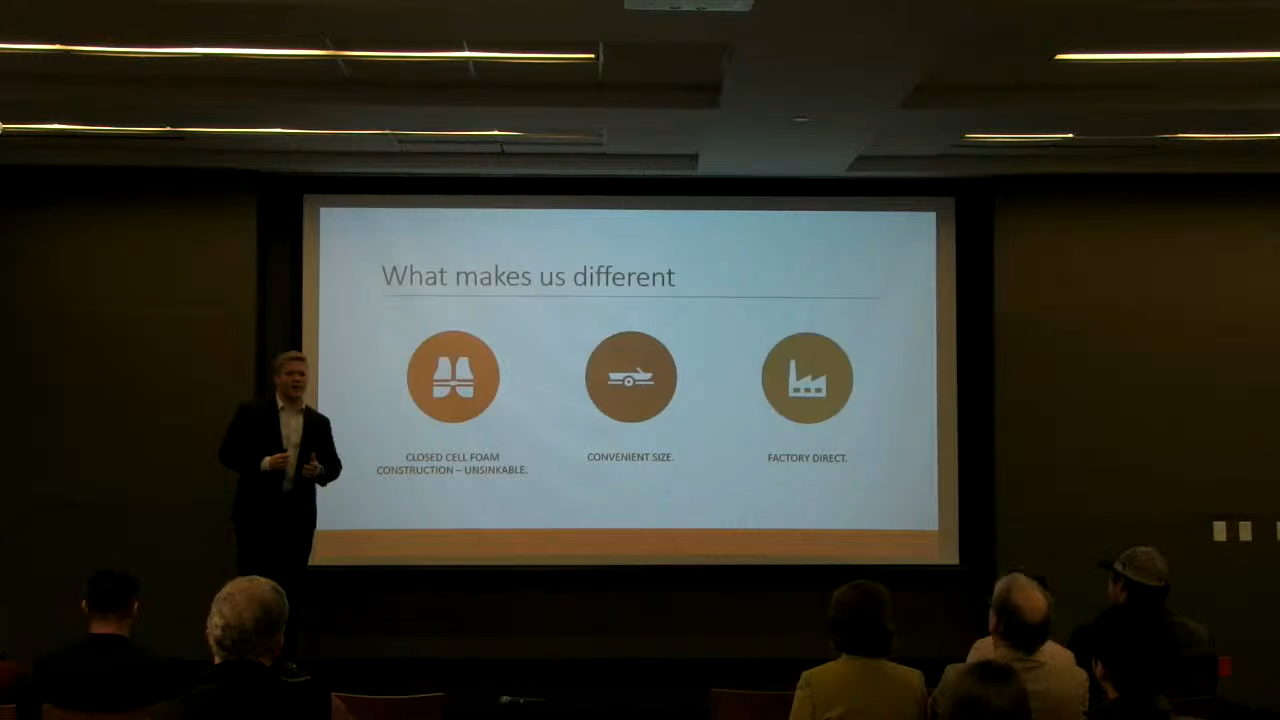 What makes us different
CLOSED CELL FOAM
CONSTRUCTION – UNSINKABLE.
CONVENIENT SIZE.
FACTORY DIRECT.